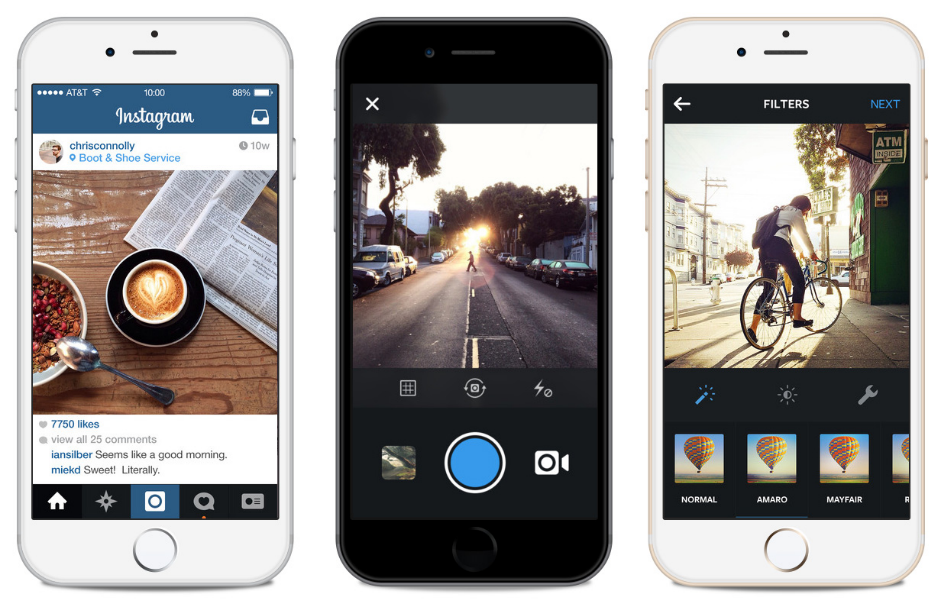 AT&T 10:00 88%
Instagram
chrisconnolly 10w
Boot & Shoe Service
7750 likes
view all 25 comments
iansilber Seems like a good morning.
miekd Sweet! Literally.
FILTERS NEXT
ATM
INSIDE
NORMAL AMARO MAYFAIR R